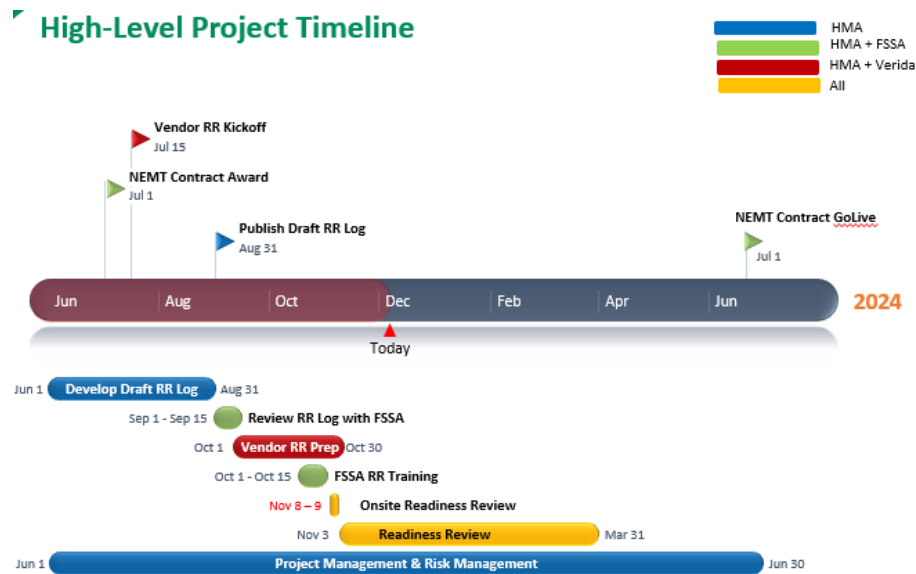 High-Level Project Timeline
HMA
HMA + FSSA
HMA + Verida
All
Vendor RR Kickoff
Jul 15
NEMT Contract Award
Jul 1
Publish Draft RR Log
Aug 31
NEMT Contract GoLive
Jul 1
Jun Aug Oct Dec Feb Apr Jun 2024
Today
Jun 1 Develop Draft RR Log Aug 31
Sep 1 - Sep 15 Review RR Log with FSSA
Oct 1 Vendor RR Prep Oct 30
Oct 1 - Oct 15 FSSA RR Training
Nov 8 – 9 Onsite Readiness Review
Nov 3 Readiness Review Mar 31
Jun 1 Project Management & Risk Management Jun 30